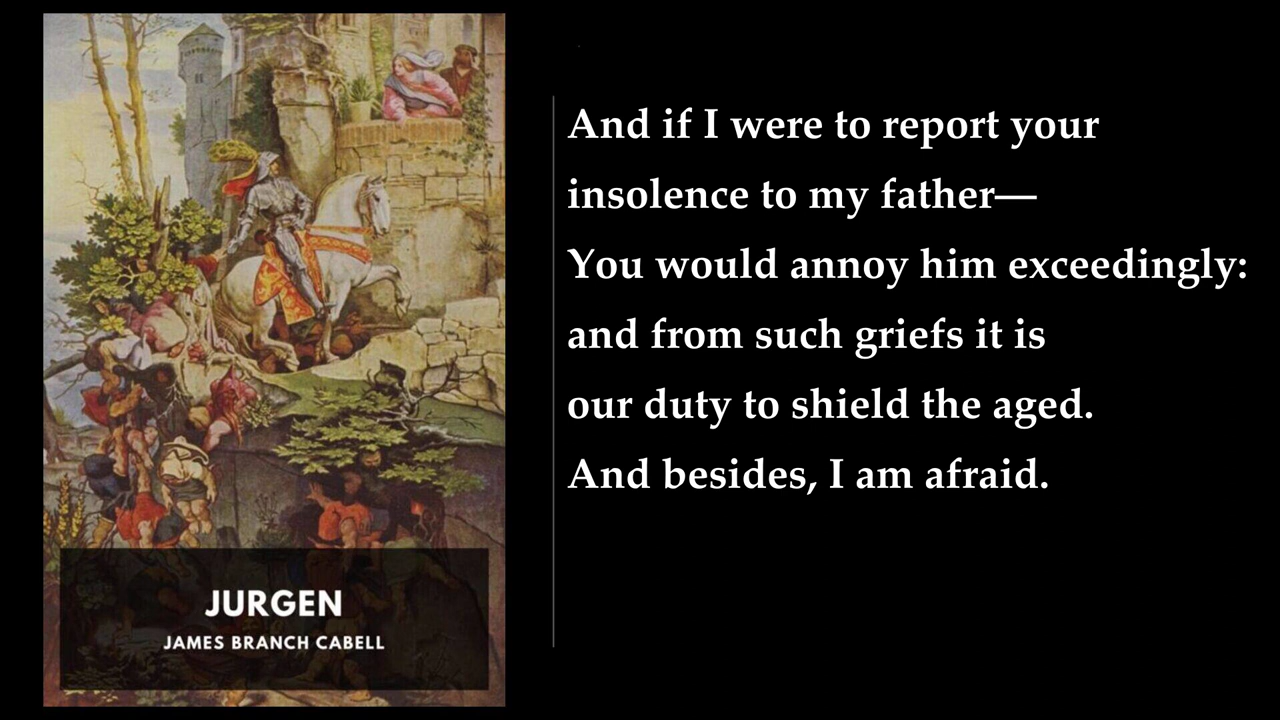 JURGEN
JAMES BRANCH CABELL
And if I were to report your
insolence to my father—
You would annoy him exceedingly:
and from such griefs it is
our duty to shield the aged.
And besides, I am afraid.